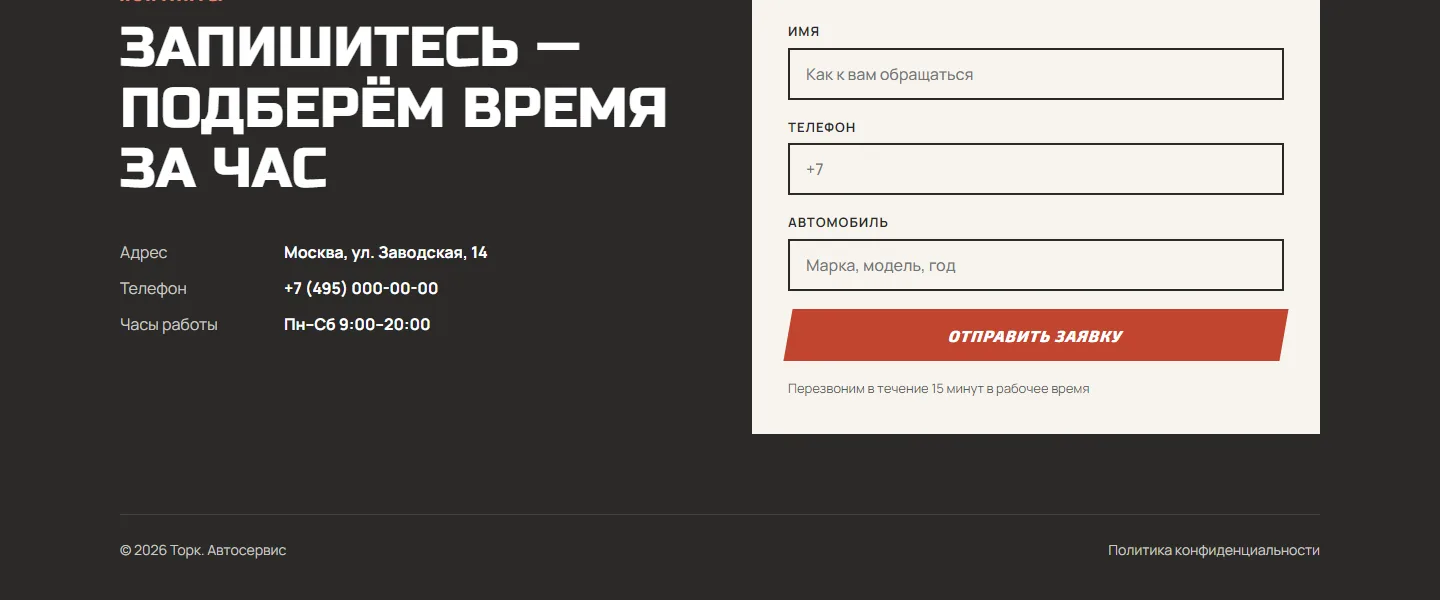 ЗАПИШИТЕСЬ —
ПОДБЕРЁМ ВРЕМЯ
ЗА ЧАС
Адрес Москва, ул. Заводская, 14
Телефон +7 (495) 000-00-00
Часы работы Пн–Сб 9:00–20:00
ИМЯ
Как к вам обращаться
ТЕЛЕФОН
+7
АВТОМОБИЛЬ
Марка, модель, год
ОТПРАВИТЬ ЗАЯВКУ
Перезвоним в течение 15 минут в рабочее время
© 2026 Торк. Автосервис
Политика конфиденциальности